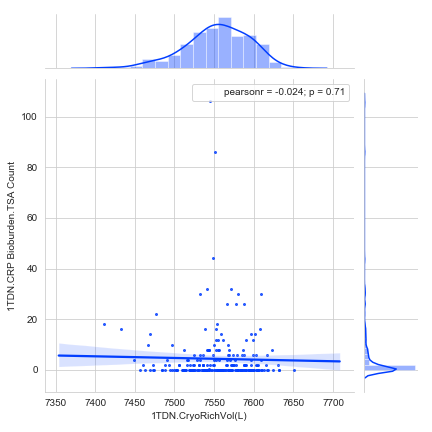 pearsonr = -0.024; p = 0.71
100
80
60
40
20
0
1TDN.CRP Bioburden.TSA Count
7350 7400 7450 7500 7550 7600 7650 7700
1TDN.CryoRichVol(L)